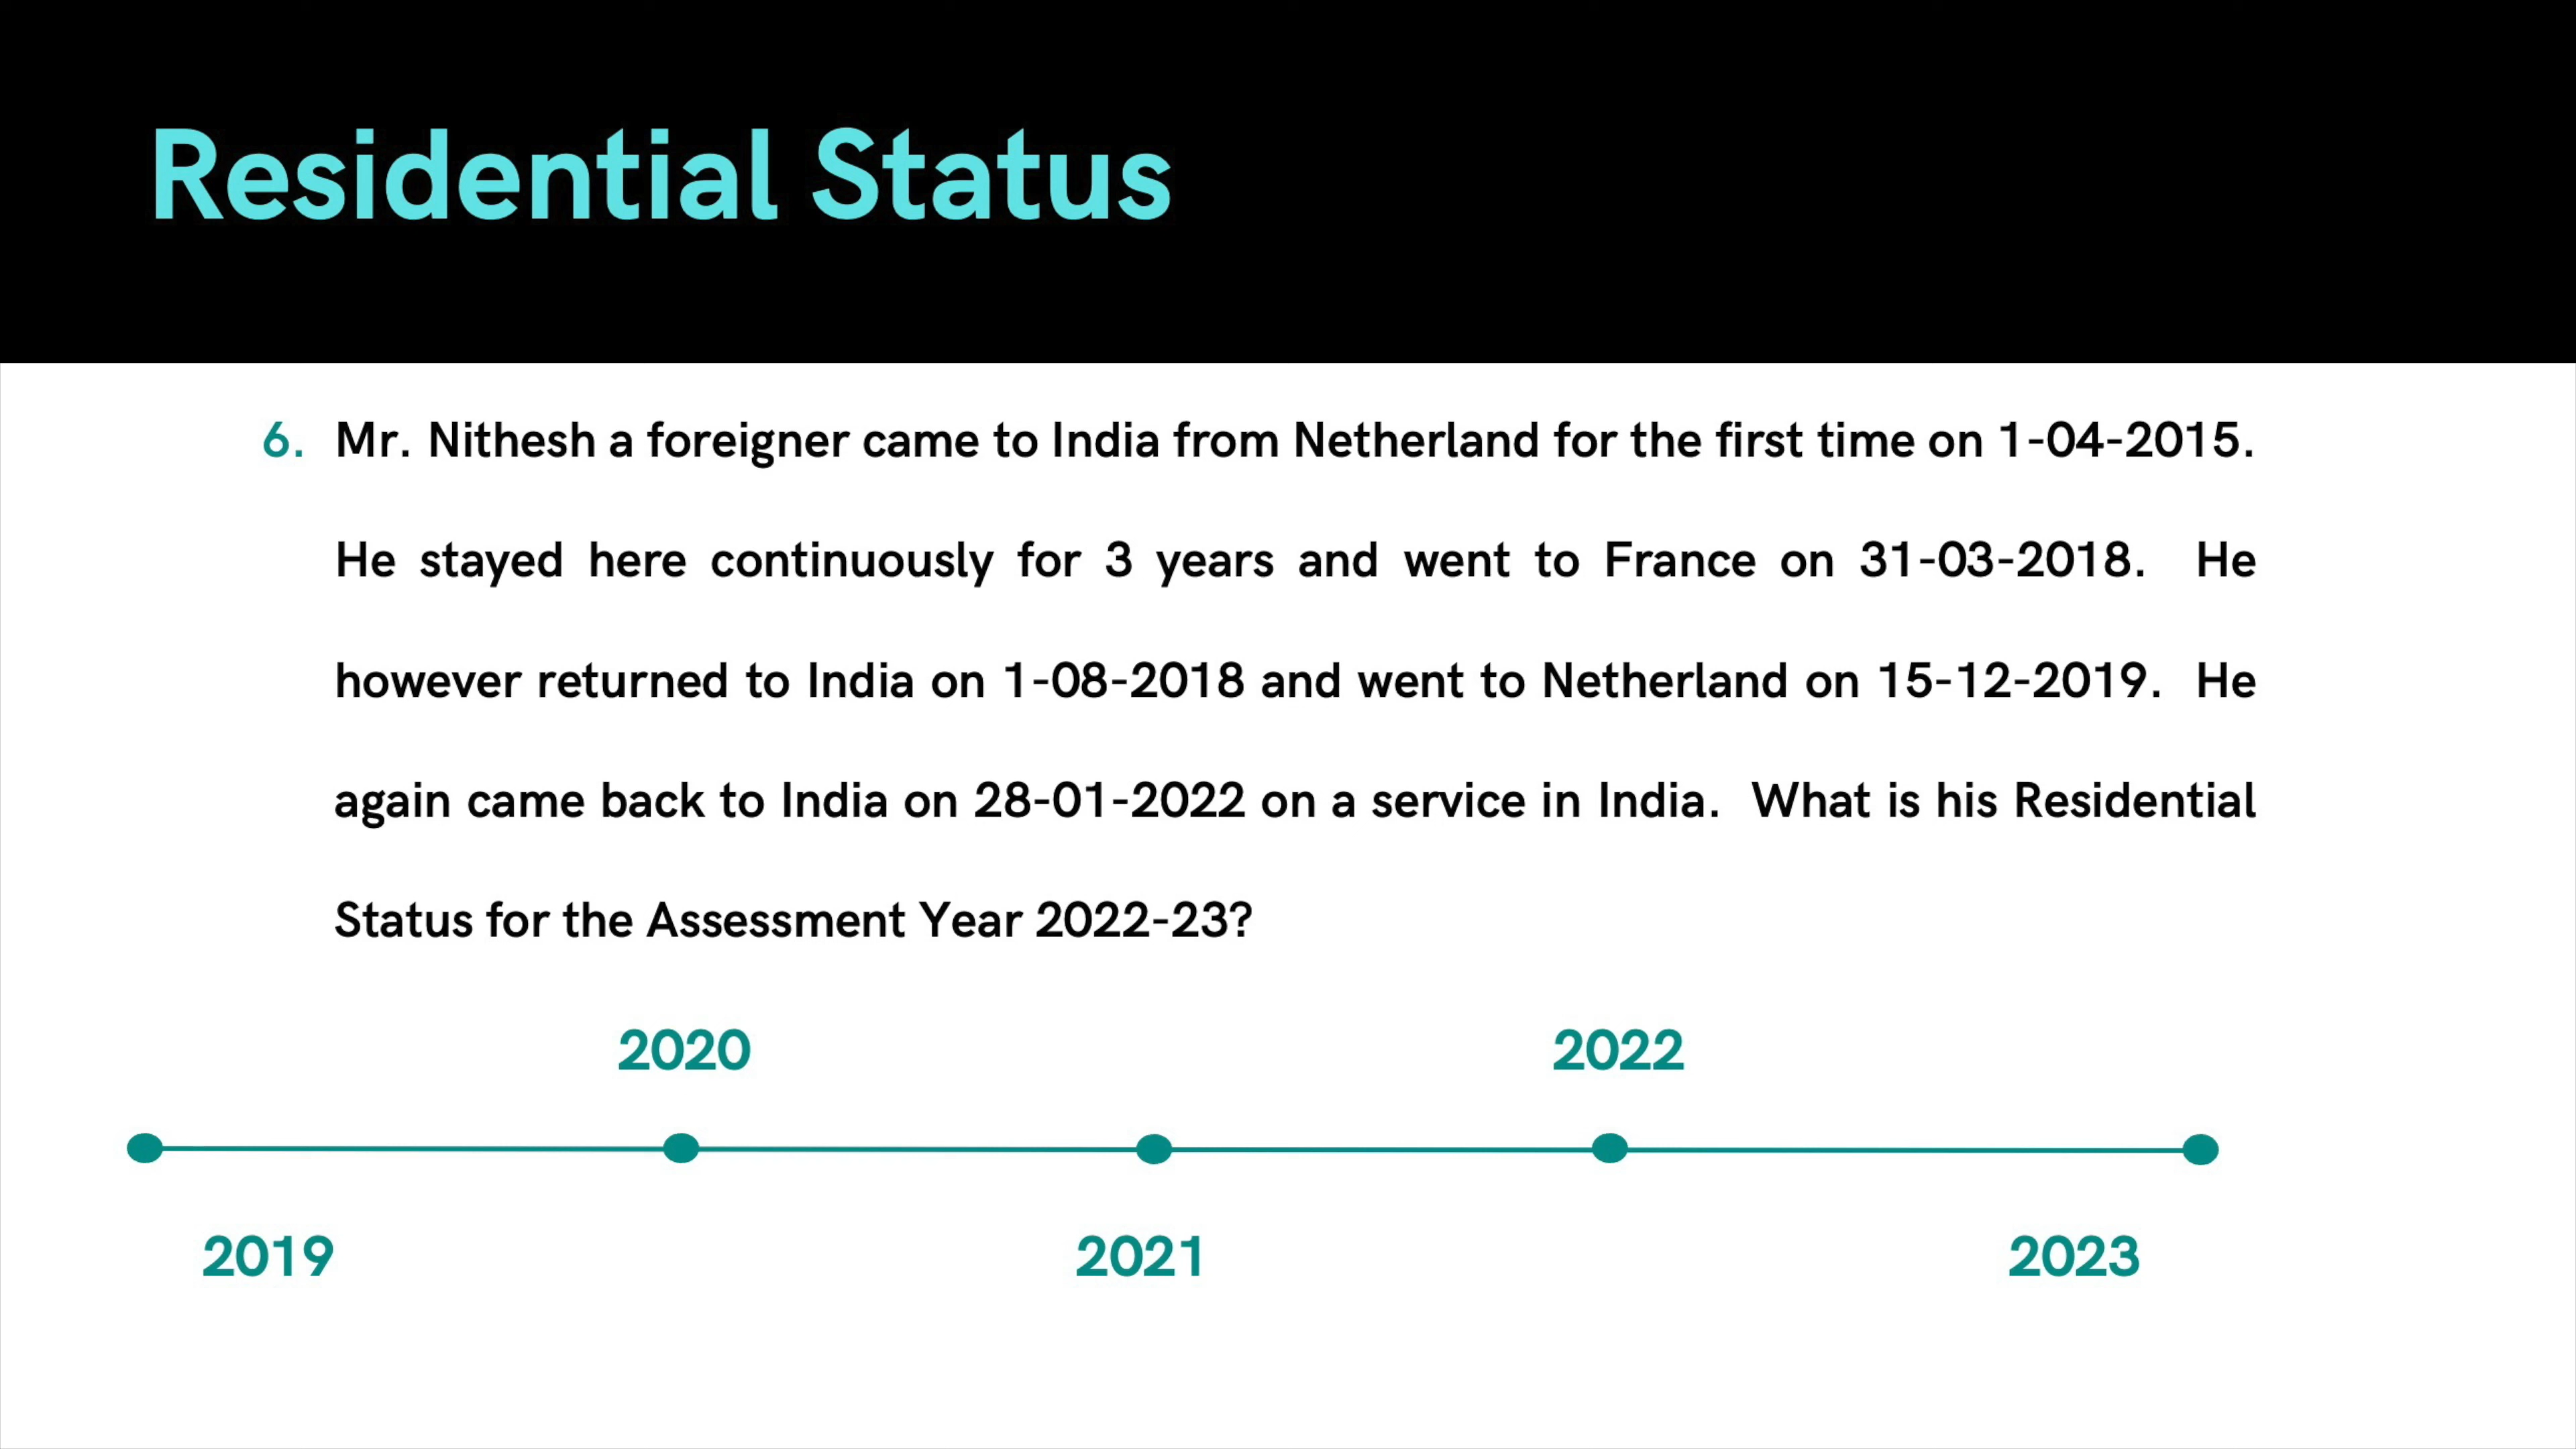 Residential Status
6. Mr. Nithesh a foreigner came to India from Netherland for the first time on 1-04-2015.
He stayed here continuously for 3 years and went to France on 31-03-2018. He
however returned to India on 1-08-2018 and went to Netherland on 15-12-2019. He
again came back to India on 28-01-2022 on a service in India. What is his Residential
Status for the Assessment Year 2022-23?
2020
2022
2019
2021
2023